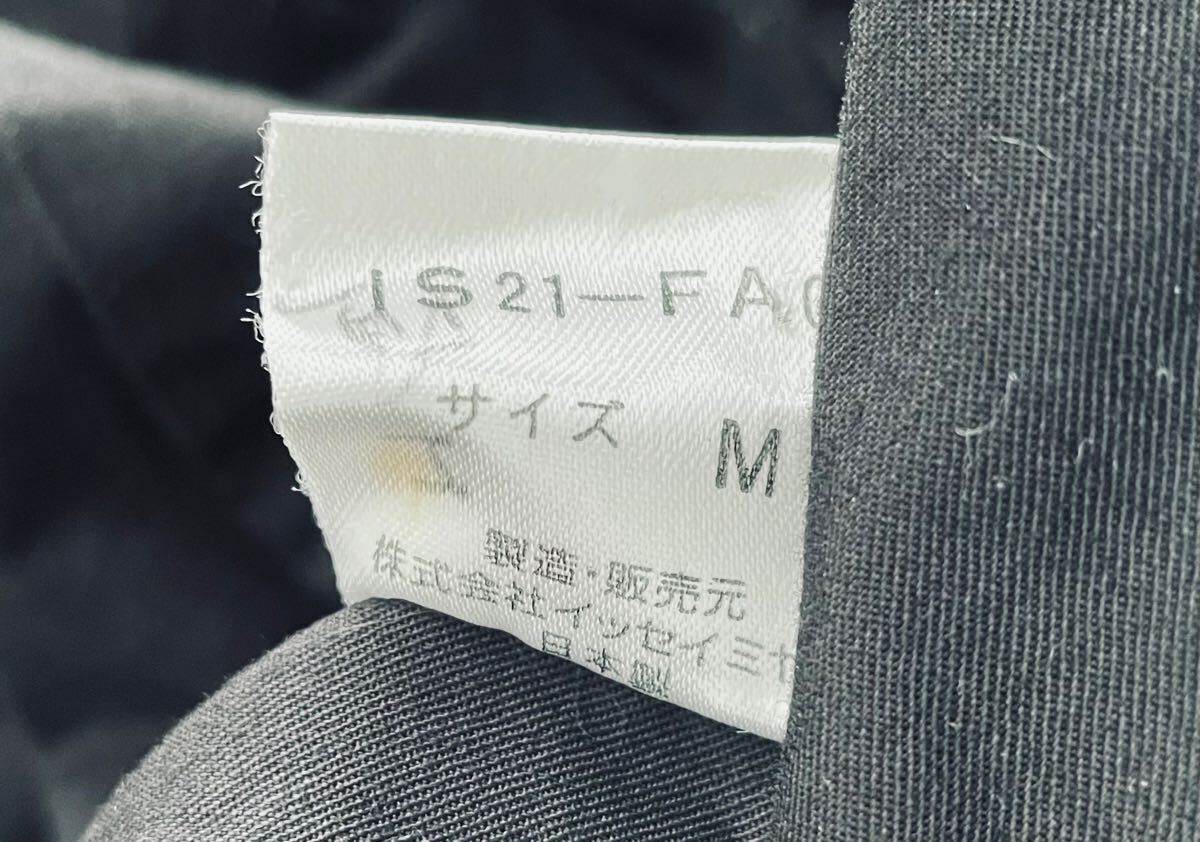 IS21-FA
サイズ M
製造・販売元
株式会社イッセイミヤ
日本製